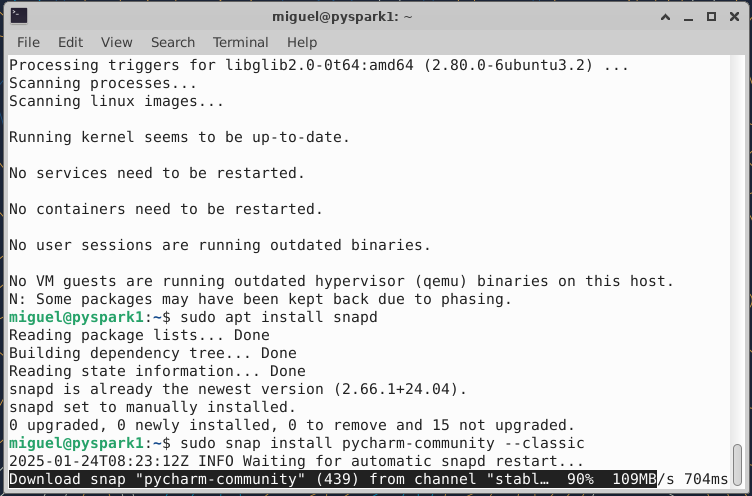 miguel@pyspark1: ~
File Edit View Search Terminal Help
Processing triggers for libglib2.0-0t64:amd64 (2.80.0-6ubuntu3.2) ...
Scanning processes...
Scanning linux images...
Running kernel seems to be up-to-date.
No services need to be restarted.
No containers need to be restarted.
No user sessions are running outdated binaries.
No VM guests are running outdated hypervisor (qemu) binaries on this host.
N: Some packages may have been kept back due to phasing.
miguel@pyspark1:~$ sudo apt install snapd
Reading package lists... Done
Building dependency tree... Done
Reading state information... Done
snapd is already the newest version (2.66.1+24.04).
snapd set to manually installed.
0 upgraded, 0 newly installed, 0 to remove and 15 not upgraded.
miguel@pyspark1:~$ sudo snap install pycharm-community --classic
2025-01-24T08:23:12Z INFO Waiting for automatic snapd restart...
Download snap "pycharm-community" (439) from channel "stabl… 90% 109MB/s 704ms